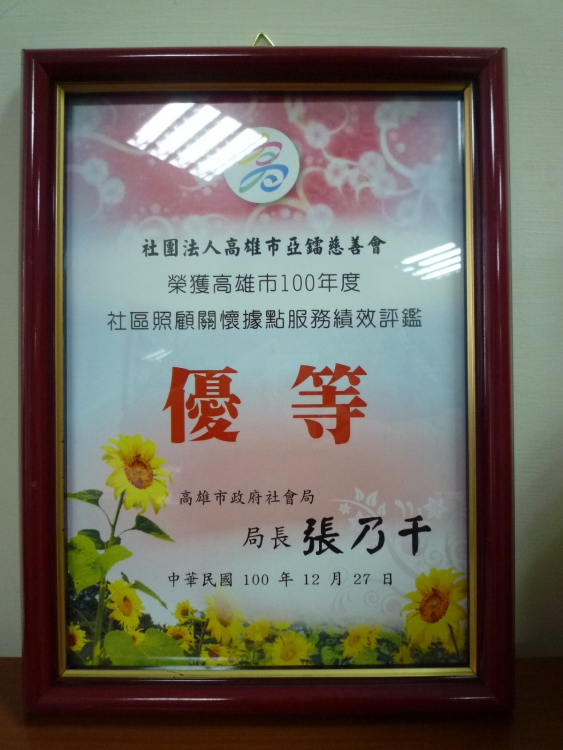 社團法人高雄市亞鐳慈善會
榮獲高雄市100年度
社區照顧關懷據點服務績效評鑑
優等
高雄市政府社會局
局長 張乃千
中華民國 100 年 12 月 27 日